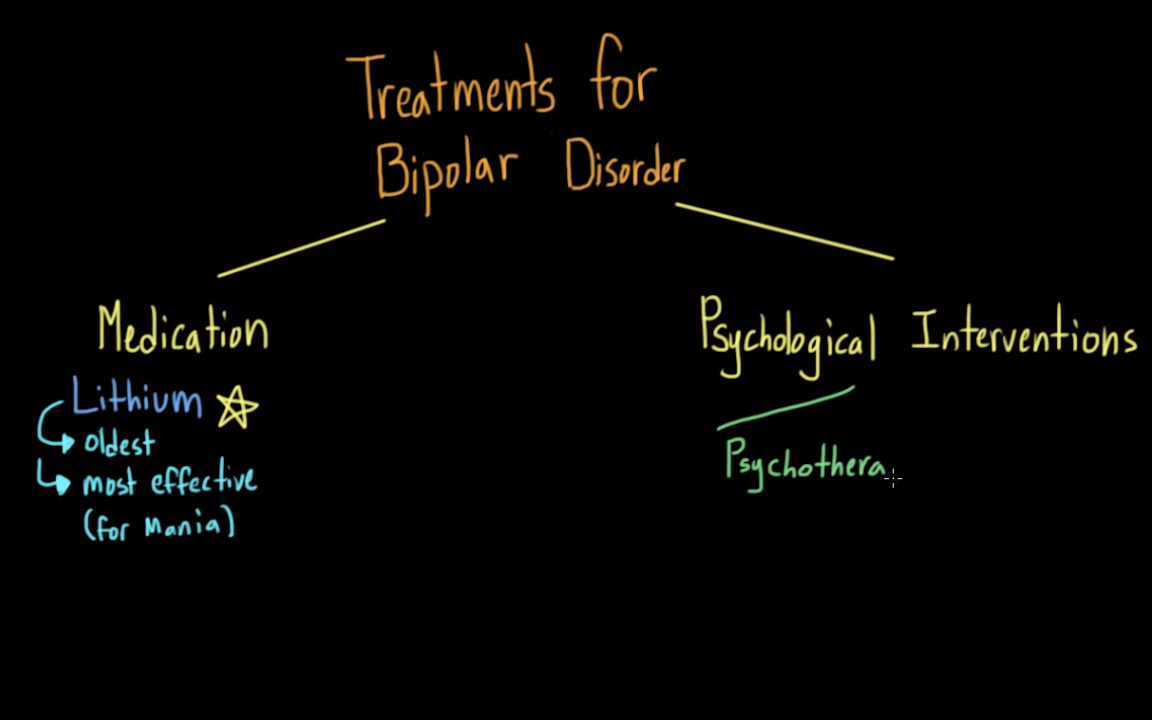 Treatments for
Bipolar Disorder
Medication
Lithium
oldest
most effective
(for Mania)
Psychological Interventions
Psychothera